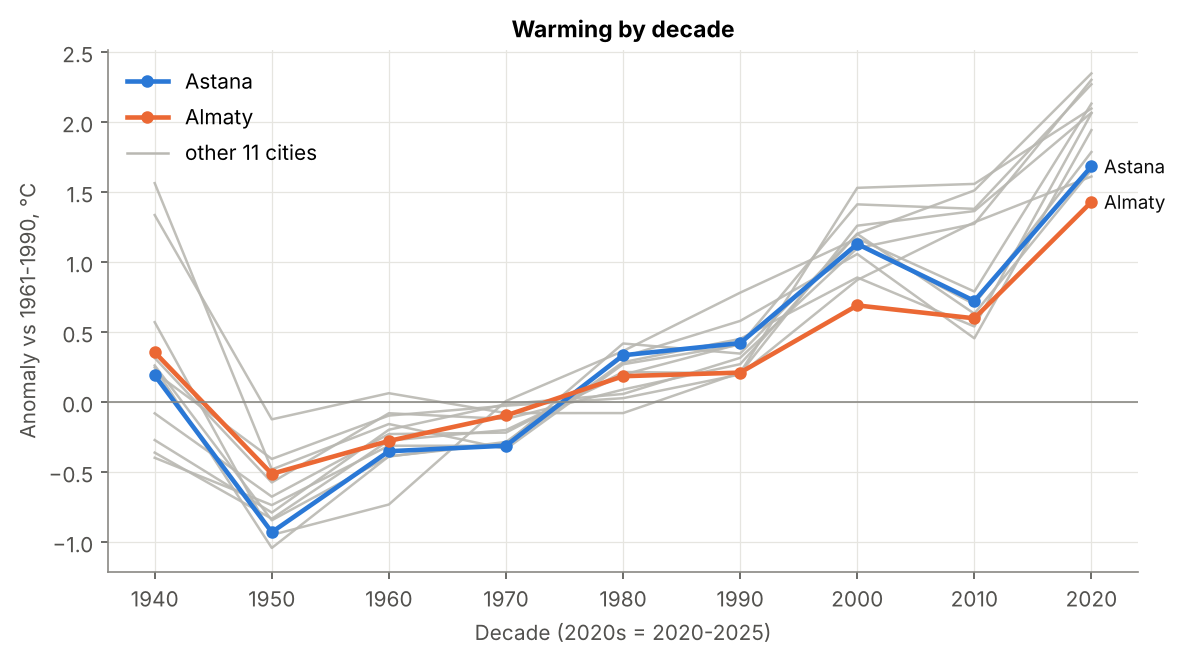 Warming by decade
Astana
Almaty
other 11 cities
Anomaly vs 1961–1990, °C
2.5
2.0
1.5
1.0
0.5
0.0
−0.5
−1.0
Astana
Almaty
1940 1950 1960 1970 1980 1990 2000 2010 2020
Decade (2020s = 2020-2025)